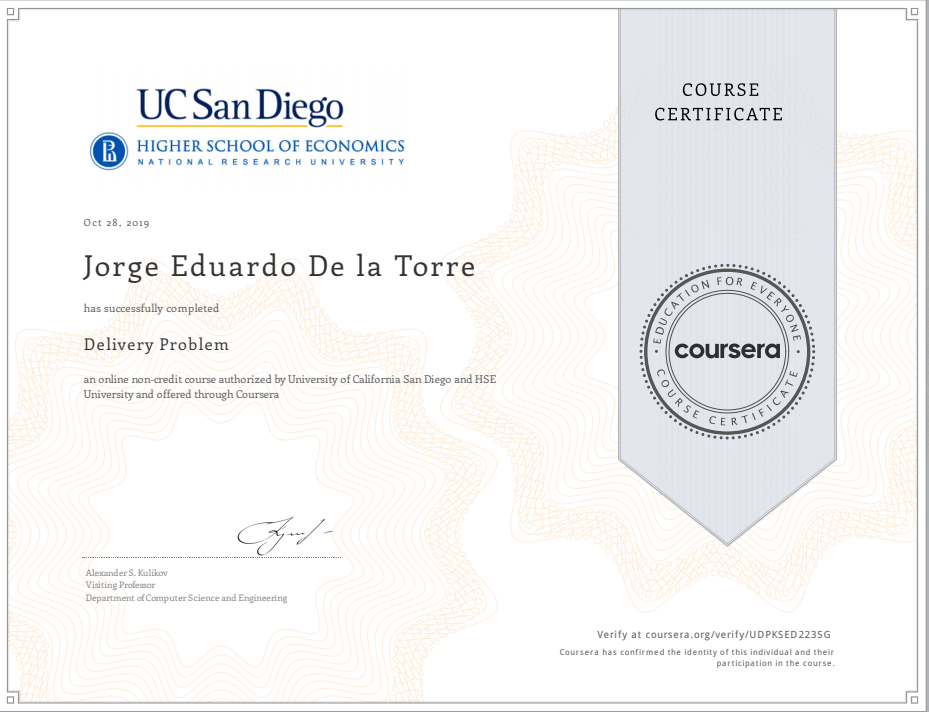 COURSE
CERTIFICATE
UC San Diego
HIGHER SCHOOL OF ECONOMICS
NATIONAL RESEARCH UNIVERSITY
Oct 28, 2019
Jorge Eduardo De la Torre
has successfully completed
Delivery Problem
an online non-credit course authorized by University of California San Diego and HSE
University and offered through Coursera
EDUCATION FOR EVERYONE
coursera
COURSE CERTIFICATE
Alexander S. Kulikov
Visiting Professor
Department of Computer Science and Engineering
Verify at coursera.org/verify/UDPKSED223SG
Coursera has confirmed the identity of this individual and their
participation in the course.